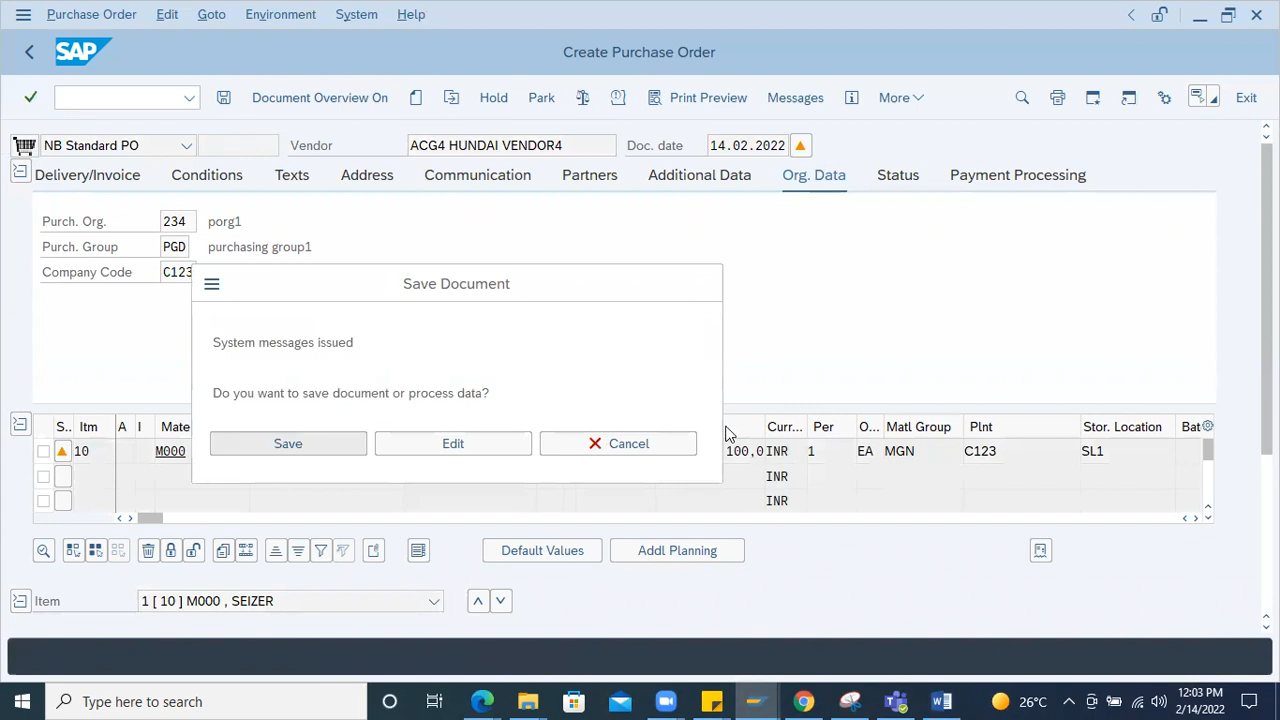 Purchase Order Edit Goto Environment System Help
SAP Create Purchase Order
Document Overview On Hold Park Print Preview Messages More Exit
NB Standard PO Vendor ACG4 HUNDAI VENDOR4 Doc. date 14.02.2022
Delivery/Invoice Conditions Texts Address Communication Partners Additional Data Org. Data Status Payment Processing
Purch. Org. 234 porg1
Purch. Group PGD purchasing group1
Company Code C123
Save Document
System messages issued
Do you want to save document or process data?
Save Edit Cancel
S.. Itm A I Mate Curr... Per O... Matl Group Plnt Stor. Location Bat
10 M000 100,0 INR 1 EA MGN C123 SL1
INR
INR
Default Values Addl Planning
Item 1 [ 10 ] M000 , SEIZER
Type here to search 26°C 12:03 PM
2/14/2022